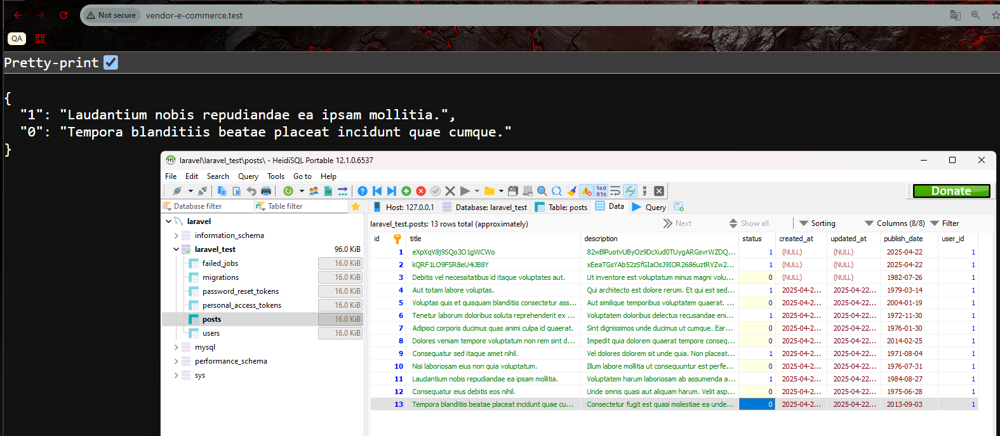 Not secure vendor-e-commerce.test
QA
Pretty-print
{
"1": "Laudantium nobis repudiandae ea ipsam mollitia.",
"0": "Tempora blanditiis beatae placeat incidunt quae cumque."
}
HS laravel\laravel_test\posts\ - HeidiSQL Portable 12.1.0.6537
File Edit Search Query Tools Go to Help
Donate
Database filter Table filter Host: 127.0.0.1 Database: laravel_test Table: posts Data Query
laravel_test.posts: 13 rows total (approximately) Next Show all Sorting Columns (8/8) Filter
laravel
information_schema
laravel_test 96.0 KiB
failed_jobs 16.0 KiB
migrations 16.0 KiB
password_reset_tokens 16.0 KiB
personal_access_tokens 16.0 KiB
posts 16.0 KiB
users 16.0 KiB
mysql
performance_schema
sys
id title description status created_at updated_at publish_date user_id
1 eXpXqV8j9SQo3O1gWCWo 82wBlPuotvUByOz9DcXud0TUygARGsvrWZDQ... 1 (NULL) (NULL) 2025-04-22 1
2 kQRF1LO9FSR8eU4iJB8Y xEeaTGsYAb52zSfGIaOsJ9IOR2686uztRVZw2... 1 (NULL) (NULL) 2025-04-22 1
3 Debitis vel necessitatibus id itaque voluptates aut. Ut inventore est voluptatum minus magni volu... 0 (NULL) (NULL) 1982-07-26 1
4 Aut totam labore voluptas. Qui architecto est dolore rerum. Et qui est sed... 1 2025-04-2... 2025-04-22... 1979-03-14 1
5 Voluptas quis et quisquam blanditiis consectetur ass... Aut similique temporibus voluptatem quaerat. ... 0 2025-04-2... 2025-04-22... 2004-01-19 1
6 Tenetur laborum doloribus soluta reprehenderit ex ... Voluptatem doloribus delectus recusandae eni... 1 2025-04-2... 2025-04-22... 1972-11-30 1
7 Adipisci corporis ducimus quas animi culpa id quaerat. Sint dignissimos unde ducimus ut cumque. Ear... 0 2025-04-2... 2025-04-22... 1976-01-30 1
8 Dolores veniam tempore voluptatum non rem sint d... Impedit quia dolorem quaerat tempore conseq... 0 2025-04-2... 2025-04-22... 2014-02-25 1
9 Consequatur sed itaque amet nihil. Vel dolores dolorem sit unde quia. Non placeat... 1 2025-04-2... 2025-04-22... 1971-08-04 1
10 Nisi laboriosam eius non quia voluptatum. Illum labore mollitia ut consequuntur est perfe... 0 2025-04-2... 2025-04-22... 1976-07-31 1
11 Laudantium nobis repudiandae ea ipsam mollitia. Voluptatem harum laboriosam ab assumenda a... 1 2025-04-2... 2025-04-22... 1984-08-27 1
12 Consequatur eius debitis eos nihil. Unde omnis quasi aut aliquam harum. Velit asp... 0 2025-04-2... 2025-04-22... 1975-06-28 1
13 Tempora blanditiis beatae placeat incidunt quae cu... Consectetur fugit est quasi molestiae ea unde... 0 2025-04-2... 2025-04-22... 2013-09-03 1